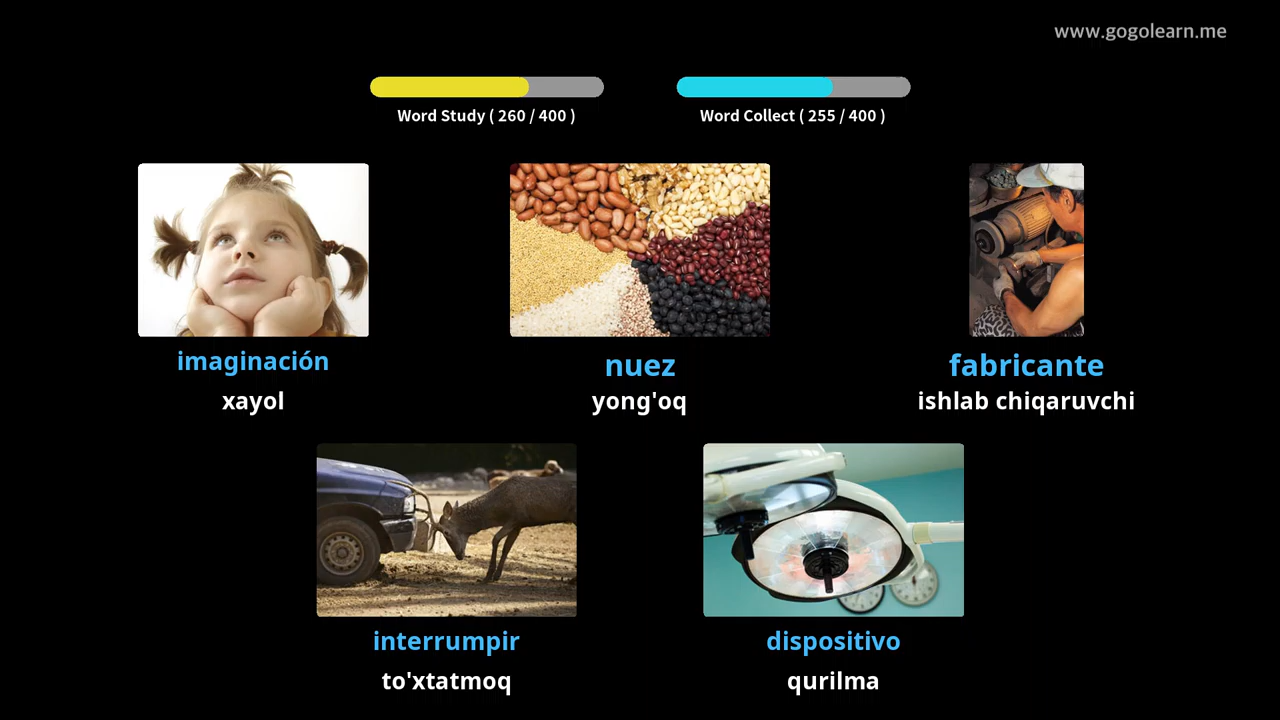 www.gogolearn.me
Word Study ( 260 / 400 )
Word Collect ( 255 / 400 )
imaginación
xayol
nuez
yong'oq
fabricante
ishlab chiqaruvchi
interrumpir
to'xtatmoq
dispositivo
qurilma